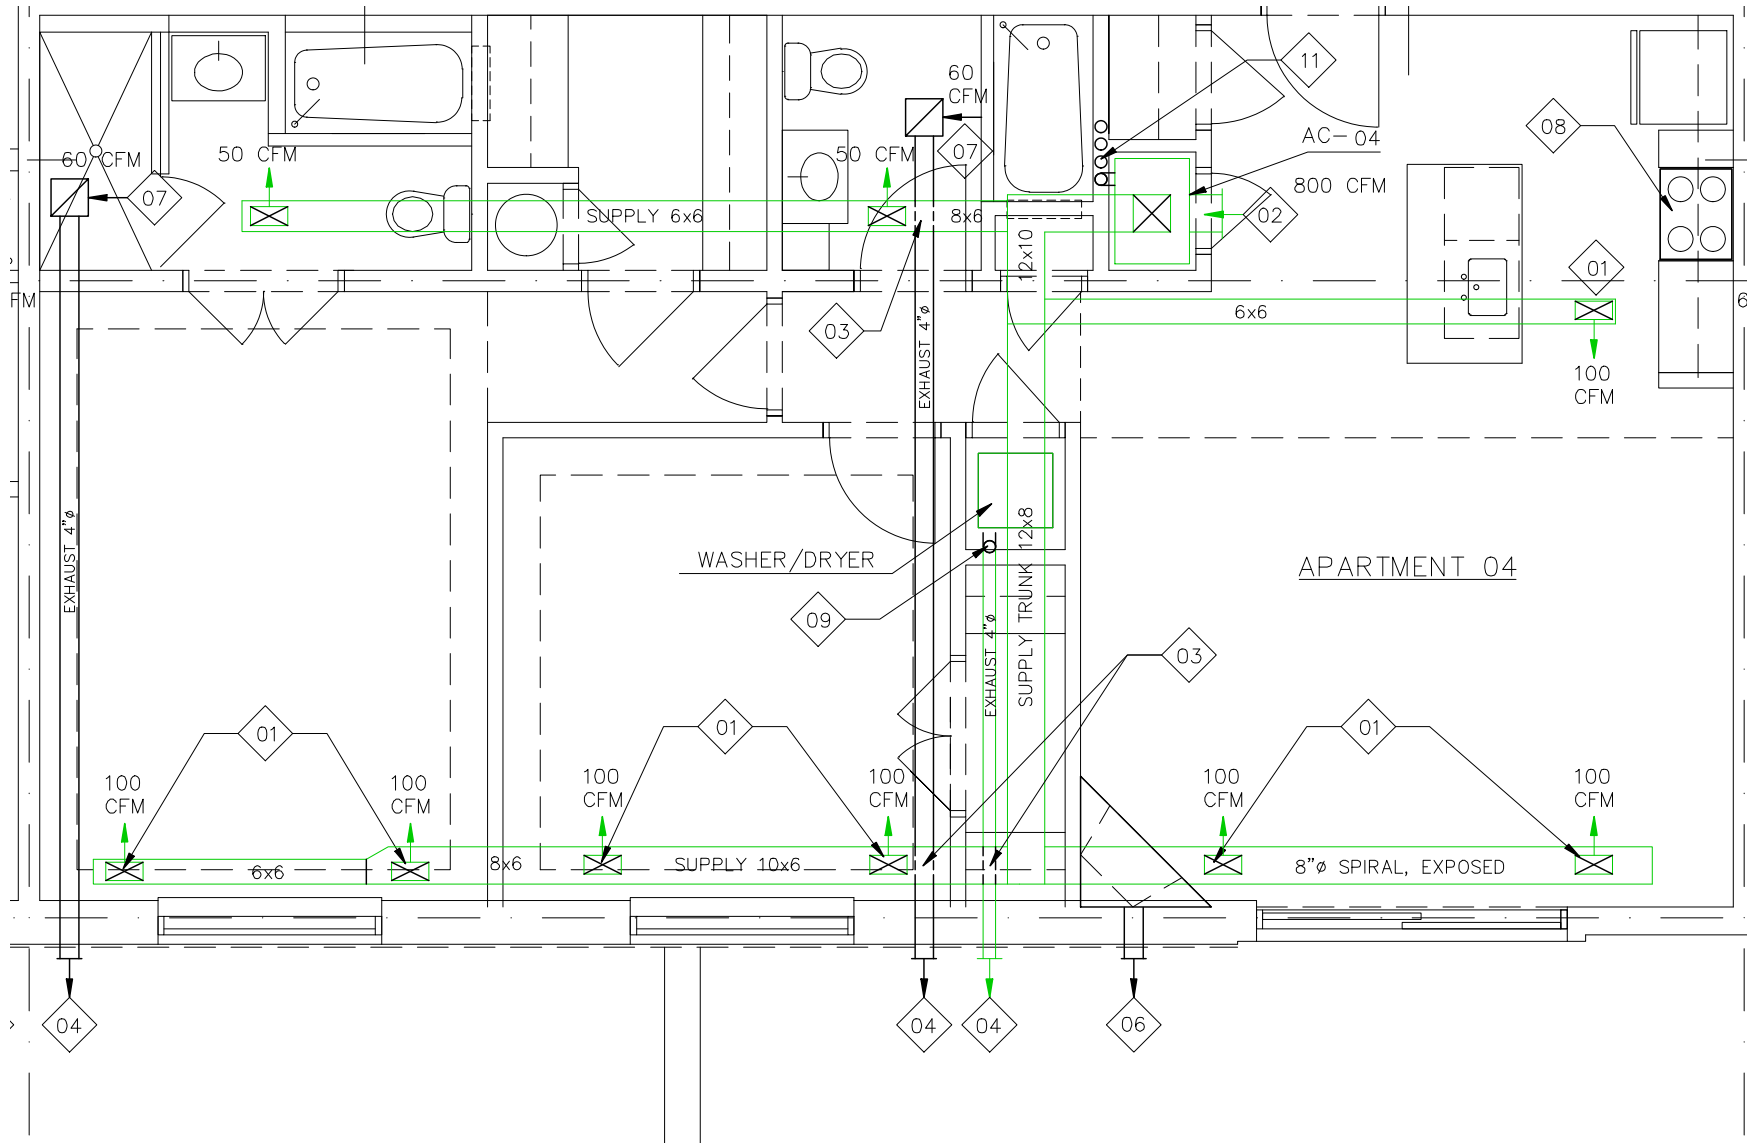 60
CFM
11
08
AC-04
60 CFM
50 CFM
50 CFM
07
07
800 CFM
02
SUPPLY 6x6
8x6
12x10
01
FM
6
6x6
03
EXHAUST 4"ø
100
CFM
EXHAUST 4"ø
WASHER/DRYER
SUPPLY TRUNK 12x8
APARTMENT 04
09
EXHAUST 4"ø
03
01
01
01
100
CFM
100
CFM
100
CFM
100
CFM
100
CFM
100
CFM
6x6
8x6
SUPPLY 10x6
8"ø SPIRAL, EXPOSED
04
04
04
06